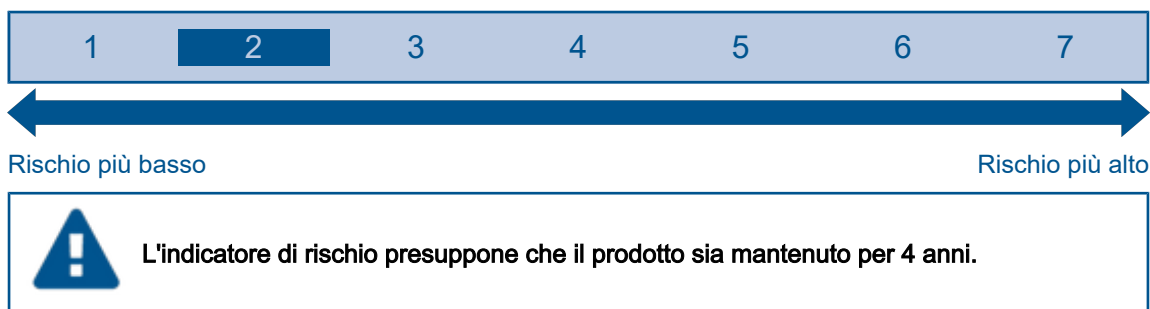 1 2 3 4 5 6 7
Rischio più basso Rischio più alto
L'indicatore di rischio presuppone che il prodotto sia mantenuto per 4 anni.